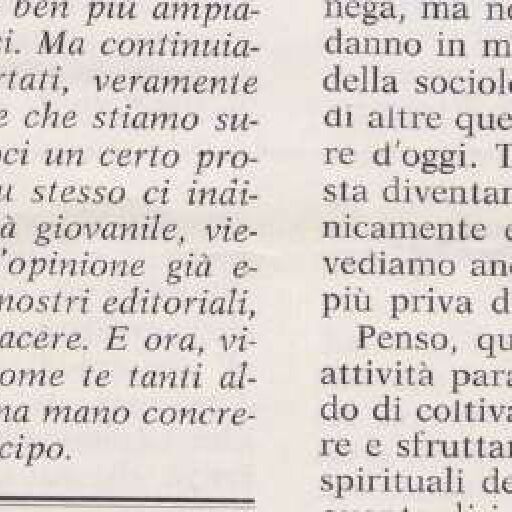 ben più ampia-
ci. Ma continuia-
rtati, veramente
e che stiamo su-
oci un certo pro-
u stesso ci indi-
à giovanile, vie-
l'opinione già e-
nostri editoriali,
acere. E ora, vi-
ome te tanti al-
na mano concre-
cipo.
nega, ma no
danno in m
della sociolo
di altre que
re d'oggi. T
sta diventan
nicamente e
vediamo anc
più priva d
Penso, qu
attività para
do di coltiva
re e sfruttar
spirituali de